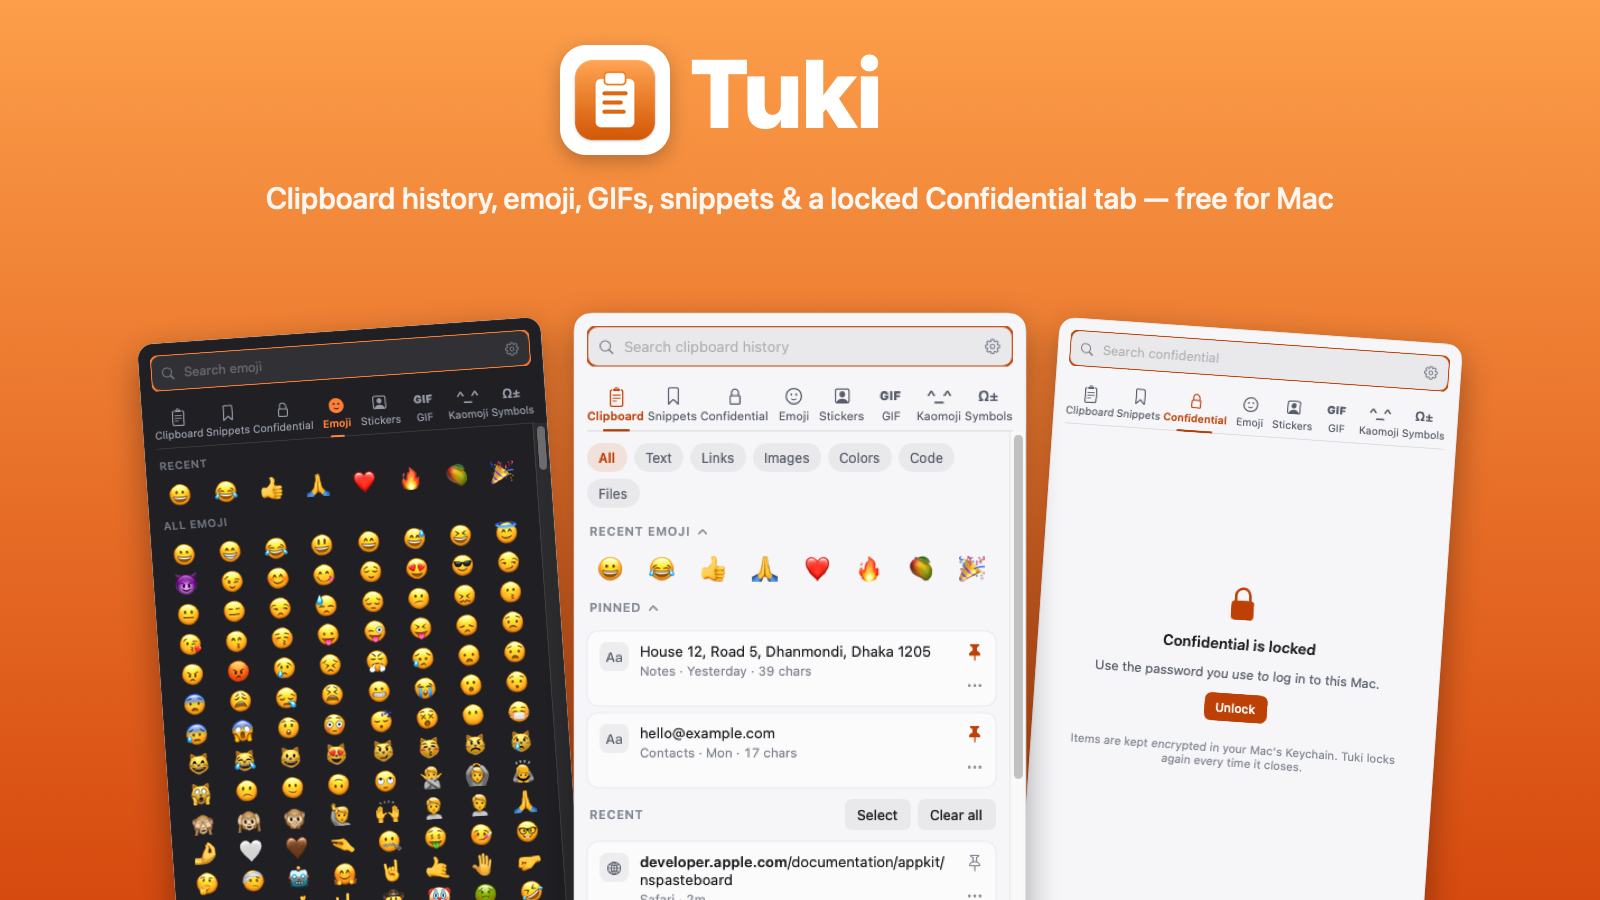 Tuki
Clipboard history, emoji, GIFs, snippets & a locked Confidential tab — free for Mac
Search emoji
Clipboard Snippets Confidential Emoji Stickers GIF GIF ^_^ Kaomoji Ω± Symbols
RECENT
ALL EMOJI
Search clipboard history
GIF ^_^ Ω±
Clipboard Snippets Confidential Emoji Stickers GIF Kaomoji Symbols
All Text Links Images Colors Code
Files
RECENT EMOJI
PINNED
Aa House 12, Road 5, Dhanmondi, Dhaka 1205
Notes · Yesterday · 39 chars
Aa hello@example.com
Contacts · Mon · 17 chars
RECENT Select Clear all
developer.apple.com/documentation/appkit/
nspasteboard
Safari · 2m
Search confidential
GIF ^_^ Ω±
Clipboard Snippets Confidential Emoji Stickers GIF Kaomoji Symbols
Confidential is locked
Use the password you use to log in to this Mac.
Unlock
Items are kept encrypted in your Mac's Keychain. Tuki locks
again every time it closes.